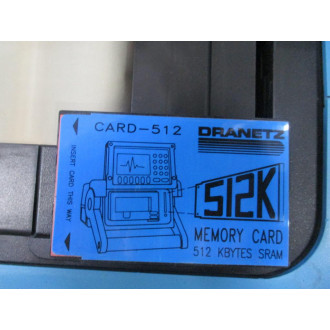 CARD-512
DRANETZ
INSERT CARD THIS WAY
512K
MEMORY CARD
512 KBYTES SRAM